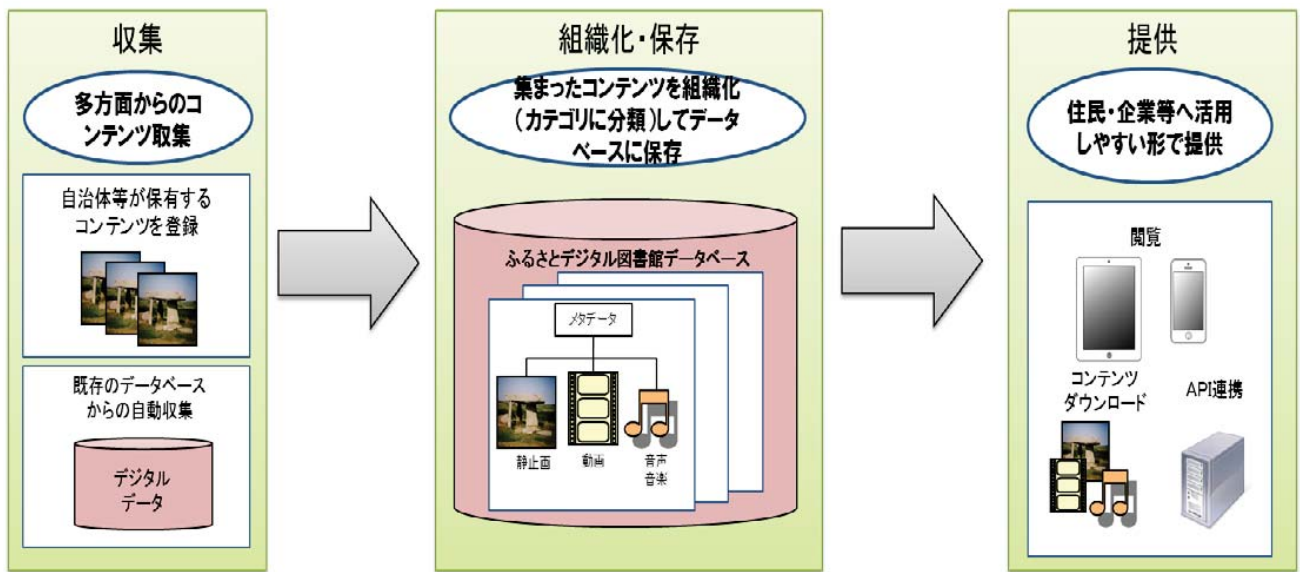 収集
多方面からのコ
ンテンツ取集
自治体等が保有する
コンテンツを登録
既存のデータベース
からの自動収集
デジタル
データ
組織化・保存
集まったコンテンツを組織化
(カテゴリに分類)してデータ
ベースに保存
ふるさとデジタル図書館データベース
メタデータ
静止画
動画
音声
音楽
提供
住民・企業等へ活用
しやすい形で提供
閲覧
コンテンツ
ダウンロード
API連携